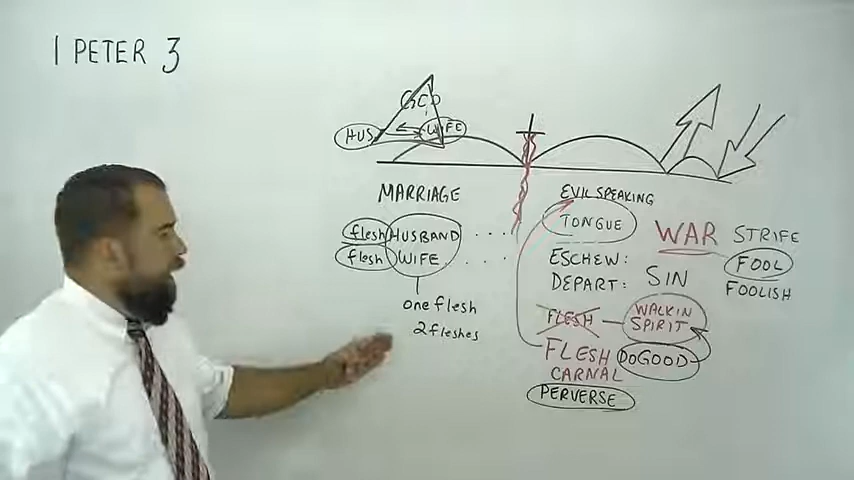 1 PETER 3
GOD
HUS WIFE
MARRIAGE
flesh HUSBAND . . .
flesh WIFE . . .
one flesh
2 fleshes
EVIL SPEAKING
TONGUE
ESCHEW:
DEPART: SIN
WAR STRIFE
FOOL
FOOLISH
FLESH WALK IN
SPIRIT
FLESH DO GOOD
CARNAL
PERVERSE